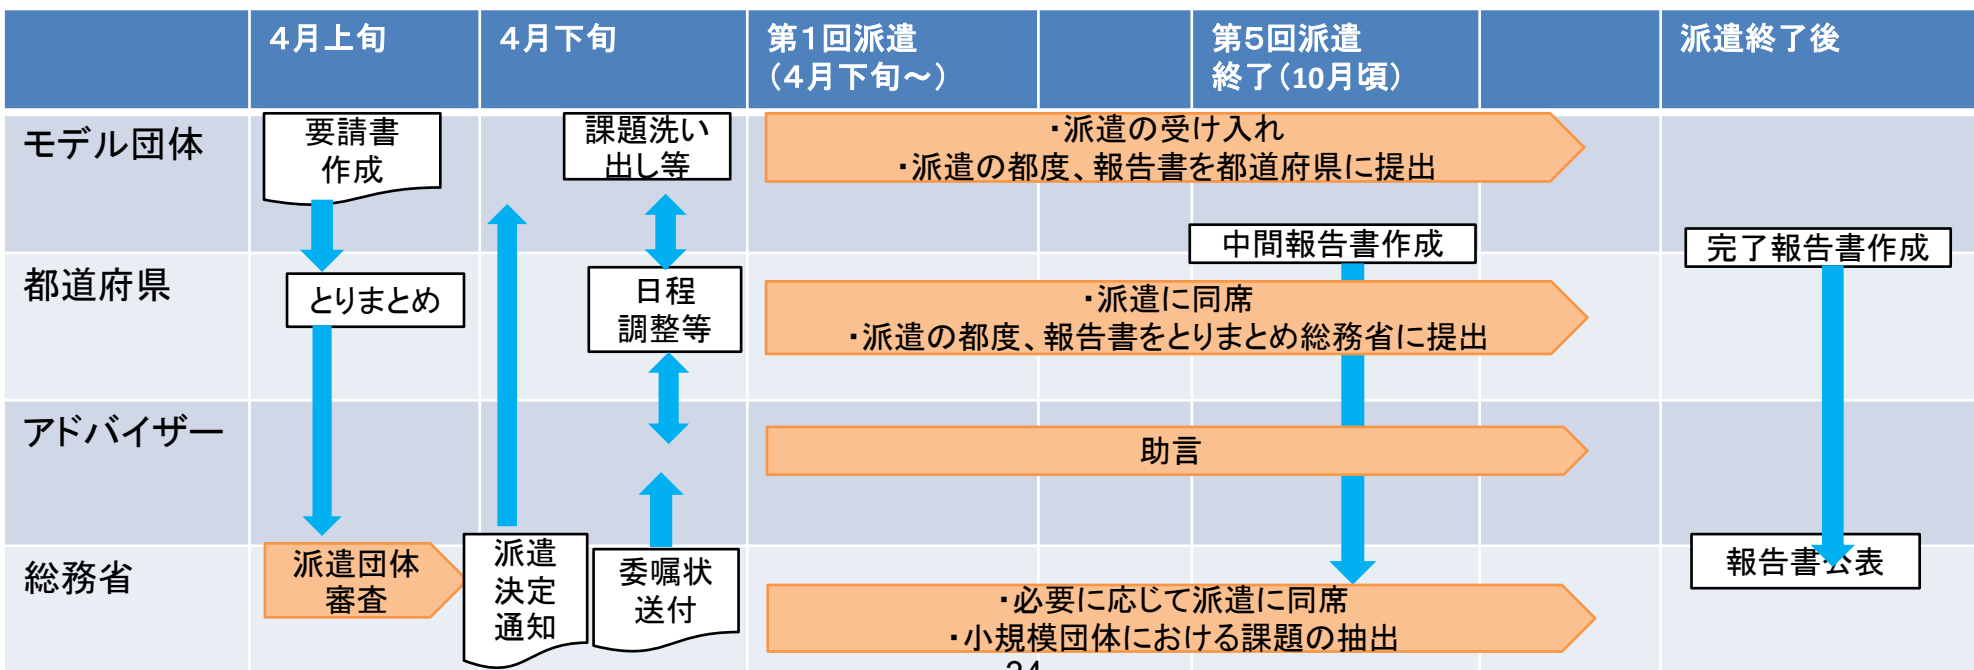 ４月上旬
４月下旬
第１回派遣
（４月下旬～）
第５回派遣
終了（10月頃）
派遣終了後
モデル団体
要請書
作成
課題洗い
出し等
・派遣の受け入れ
・派遣の都度、報告書を都道府県に提出
中間報告書作成
完了報告書作成
都道府県
とりまとめ
日程
調整等
・派遣に同席
・派遣の都度、報告書をとりまとめ総務省に提出
アドバイザー
助言
総務省
派遣団体
審査
派遣
決定
通知
委嘱状
送付
・必要に応じて派遣に同席
・小規模団体における課題の抽出
報告書公表
24